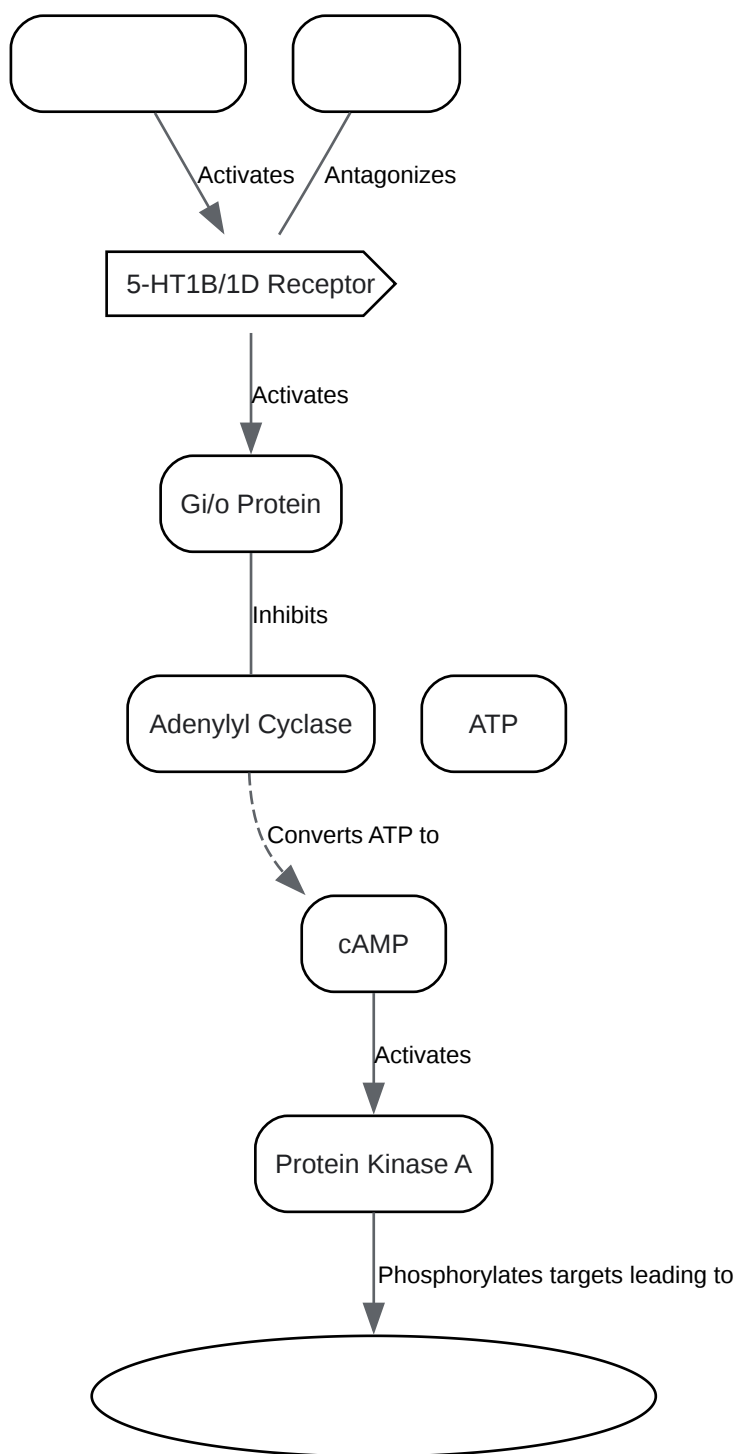 Activates
Antagonizes
5-HT1B/1D Receptor
Activates
Gi/o Protein
Inhibits
Adenylyl Cyclase
ATP
Converts ATP to
cAMP
Activates
Protein Kinase A
Phosphorylates targets leading to